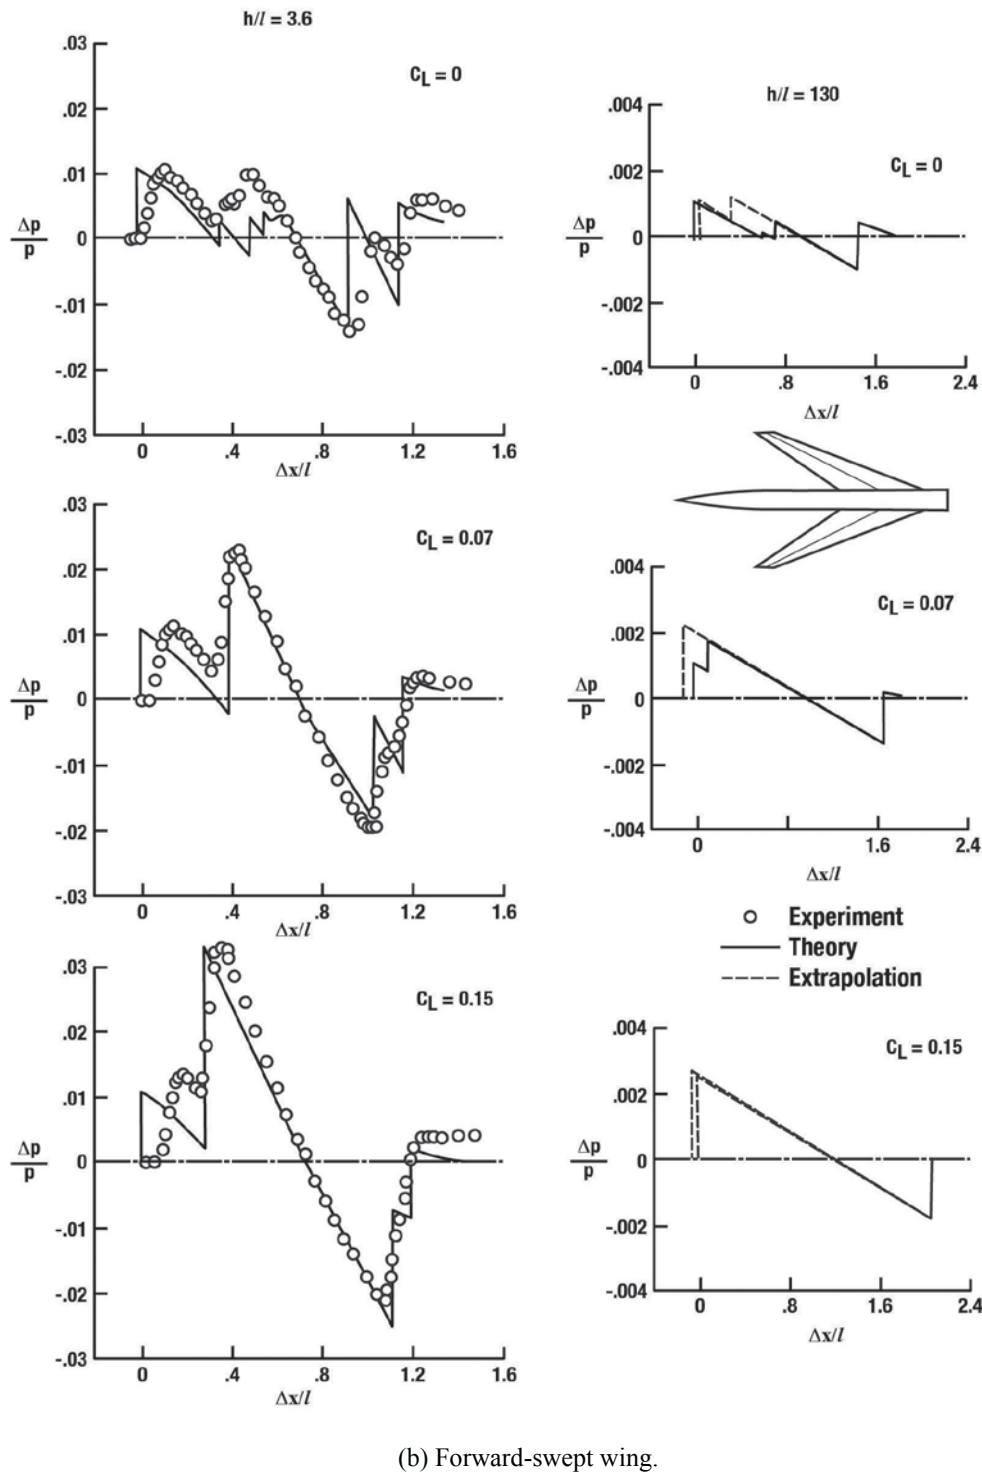 h/l = 3.6
.03
.02
.01
0
-.01
-.02
-.03
Δp
p
C_L = 0
0
.4
.8
1.2
1.6
Δx/l
h/l = 130
.004
.002
0
-.002
-.004
Δp
p
C_L = 0
0
.8
1.6
2.4
Δx/l
.03
.02
.01
0
-.01
-.02
-.03
Δp
p
C_L = 0.07
0
.4
.8
1.2
1.6
Δx/l
.004
.002
0
-.002
-.004
Δp
p
C_L = 0.07
0
1.6
2.4
Δx/l
Experiment
Theory
Extrapolation
.03
.02
.01
0
-.01
-.02
-.03
Δp
p
C_L = 0.15
0
.4
.8
1.2
1.6
Δx/l
.004
.002
0
-.002
-.004
Δp
p
C_L = 0.15
0
.8
1.6
2.4
Δx/l
(b) Forward-swept wing.